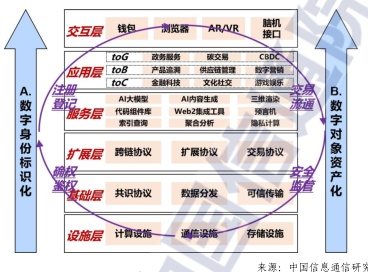 交互层 钱包 浏览器 AR/VR 脑机接口
应用层
toG 政务服务 碳交易 CBDC
toB 产品追溯 供应链管理 数字营销
toC 金融科技 文化社交 游戏娱乐
服务层
AI大模型 AI内容生成 三维渲染
代码组件库 Web2集成工具 预言机
索引查询 聚合分析 隐私计算
扩展层 跨链协议 扩展协议 交易协议
基础层 共识协议 数据分发 可信传输
设施层 计算设施 通信设施 存储设施
A.数字身份标识化
B.数字对象资产化
注册登记
交易流通
确权鉴权
安全监管
来源：中国信息通信研究